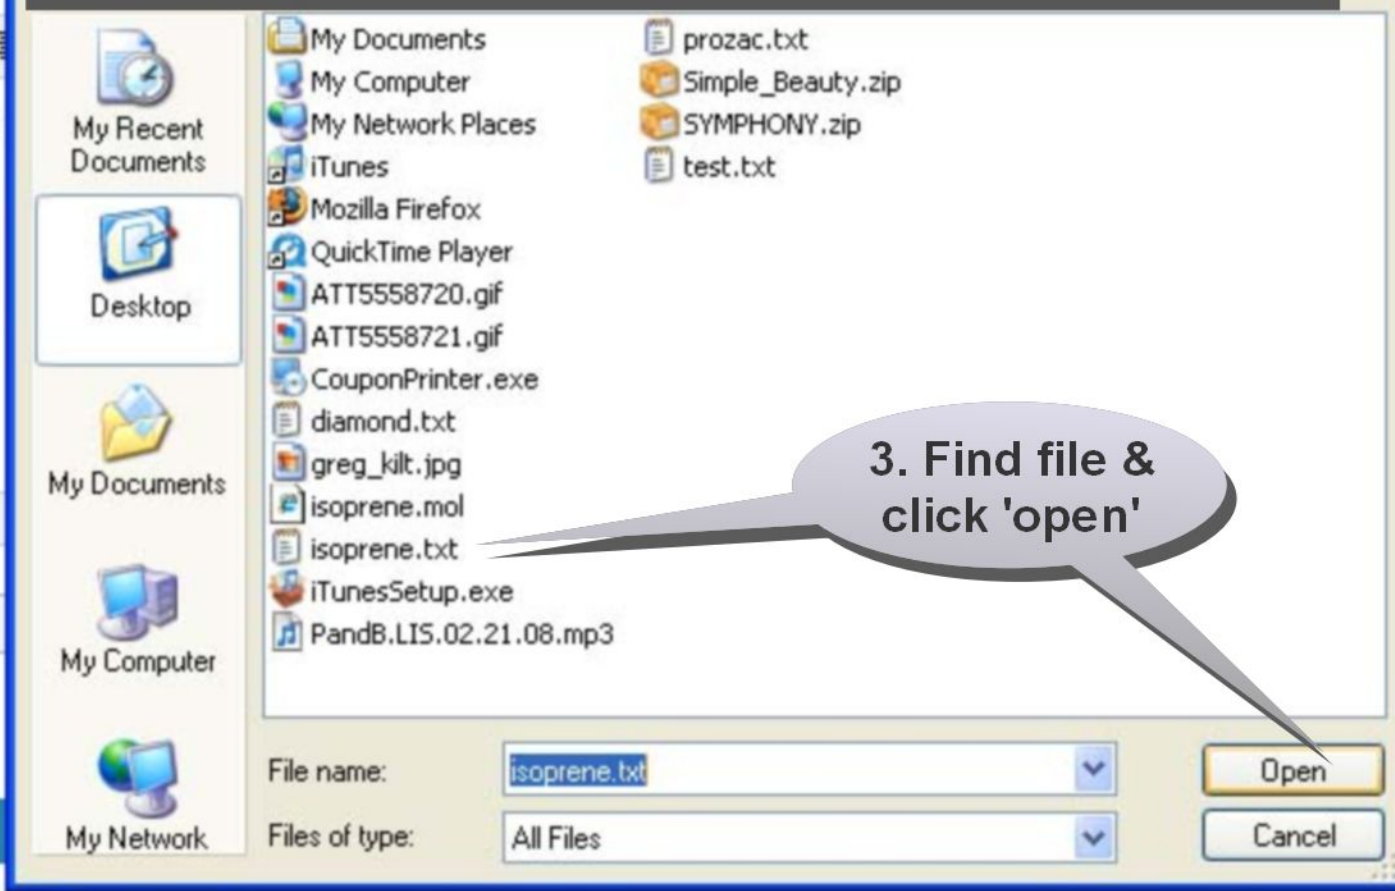 My Recent
Documents
Desktop
My Documents
My Computer
My Network
My Documents
My Computer
My Network Places
iTunes
Mozilla Firefox
QuickTime Player
ATT5558720.gif
ATT5558721.gif
CouponPrinter.exe
diamond.txt
greg_kilt.jpg
isoprene.mol
isoprene.txt
iTunesSetup.exe
PandB.LIS.02.21.08.mp3
prozac.txt
Simple_Beauty.zip
SYMPHONY.zip
test.txt
3. Find file &
click 'open'
File name:
isoprene.txt
Open
Files of type:
All Files
Cancel